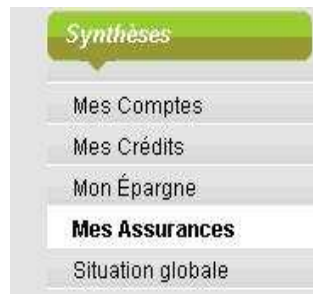 Synthèses
Mes Comptes
Mes Crédits
Mon Épargne
Mes Assurances
Situation globale